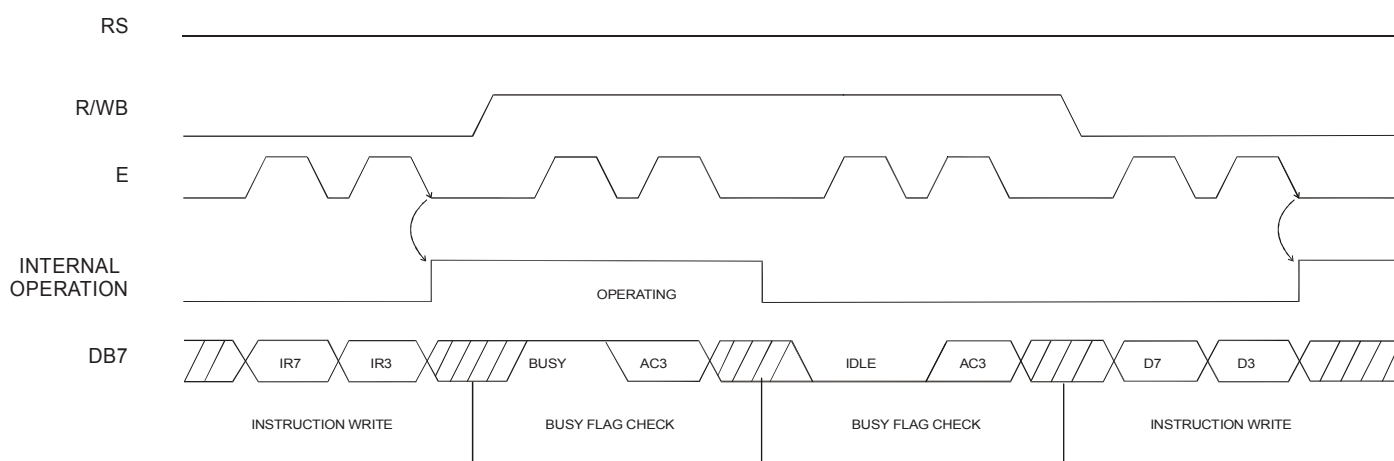 RS
R/WB
E
INTERNAL
OPERATION
OPERATING
DB7
IR7
IR3
BUSY
AC3
IDLE
AC3
D7
D3
INSTRUCTION WRITE
BUSY FLAG CHECK
BUSY FLAG CHECK
INSTRUCTION WRITE